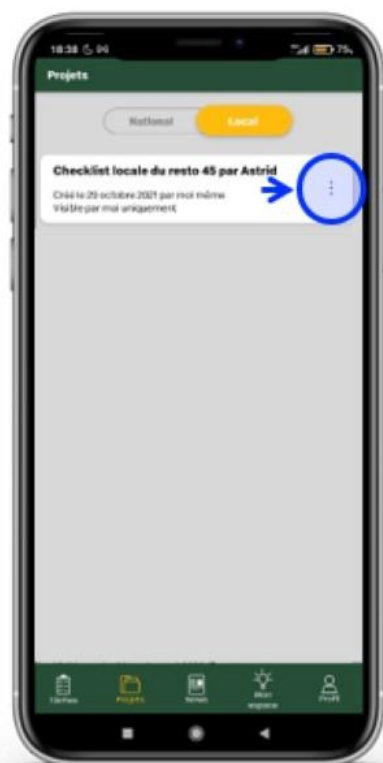 18:38
75
Projets
National
Local
Checklist locale du resto 45 par Astrid
Créé le 29 octobre 2021 par moi même
Visible par moi uniquement
Tâches
Projets
News
Mon
espace
Profil